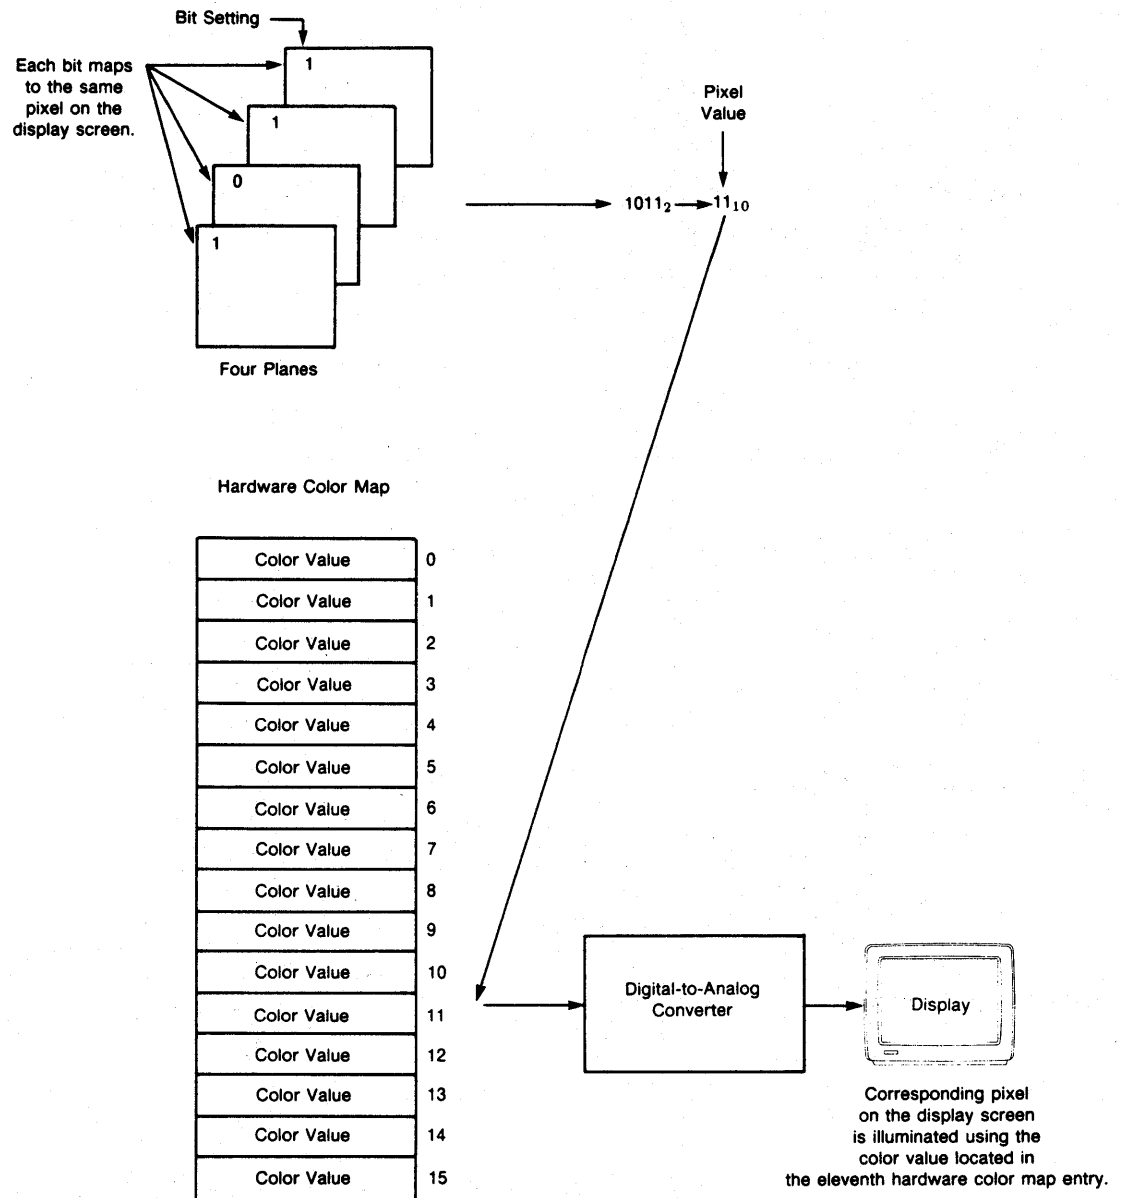 Bit Setting
Each bit maps
to the same
pixel on the
display screen.
1
1
0
1
Four Planes
Pixel
Value
1011₂ 11₁₀
Hardware Color Map
Color Value 0
Color Value 1
Color Value 2
Color Value 3
Color Value 4
Color Value 5
Color Value 6
Color Value 7
Color Value 8
Color Value 9
Color Value 10
Color Value 11
Color Value 12
Color Value 13
Color Value 14
Color Value 15
Digital-to-Analog
Converter
Display
Corresponding pixel
on the display screen
is illuminated using the
color value located in
the eleventh hardware color map entry.